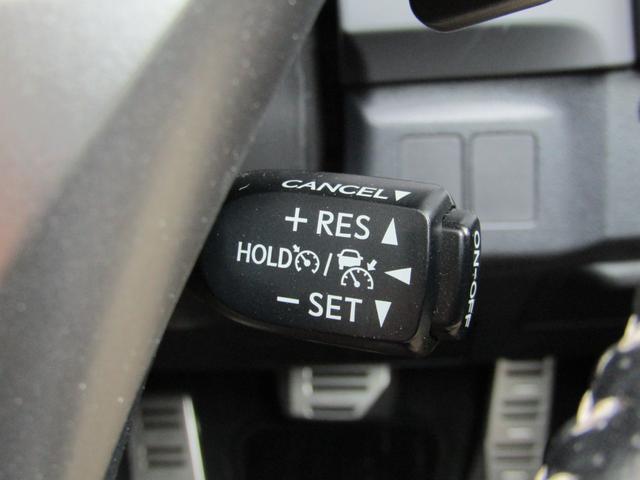 CANCEL▼
+ RES ▲
HOLD / ◀
− SET ▼
ON-OFF